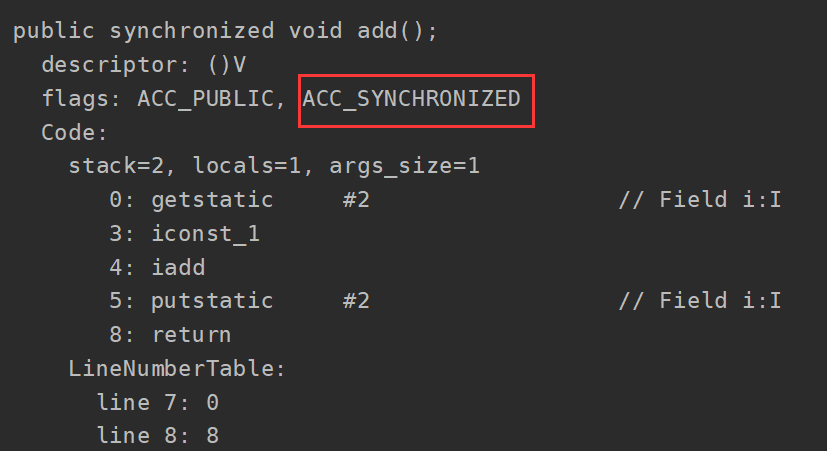 public synchronized void add();
descriptor: ()V
flags: ACC_PUBLIC, ACC_SYNCHRONIZED
Code:
stack=2, locals=1, args_size=1
0: getstatic #2 // Field i:I
3: iconst_1
4: iadd
5: putstatic #2 // Field i:I
8: return
LineNumberTable:
line 7: 0
line 8: 8